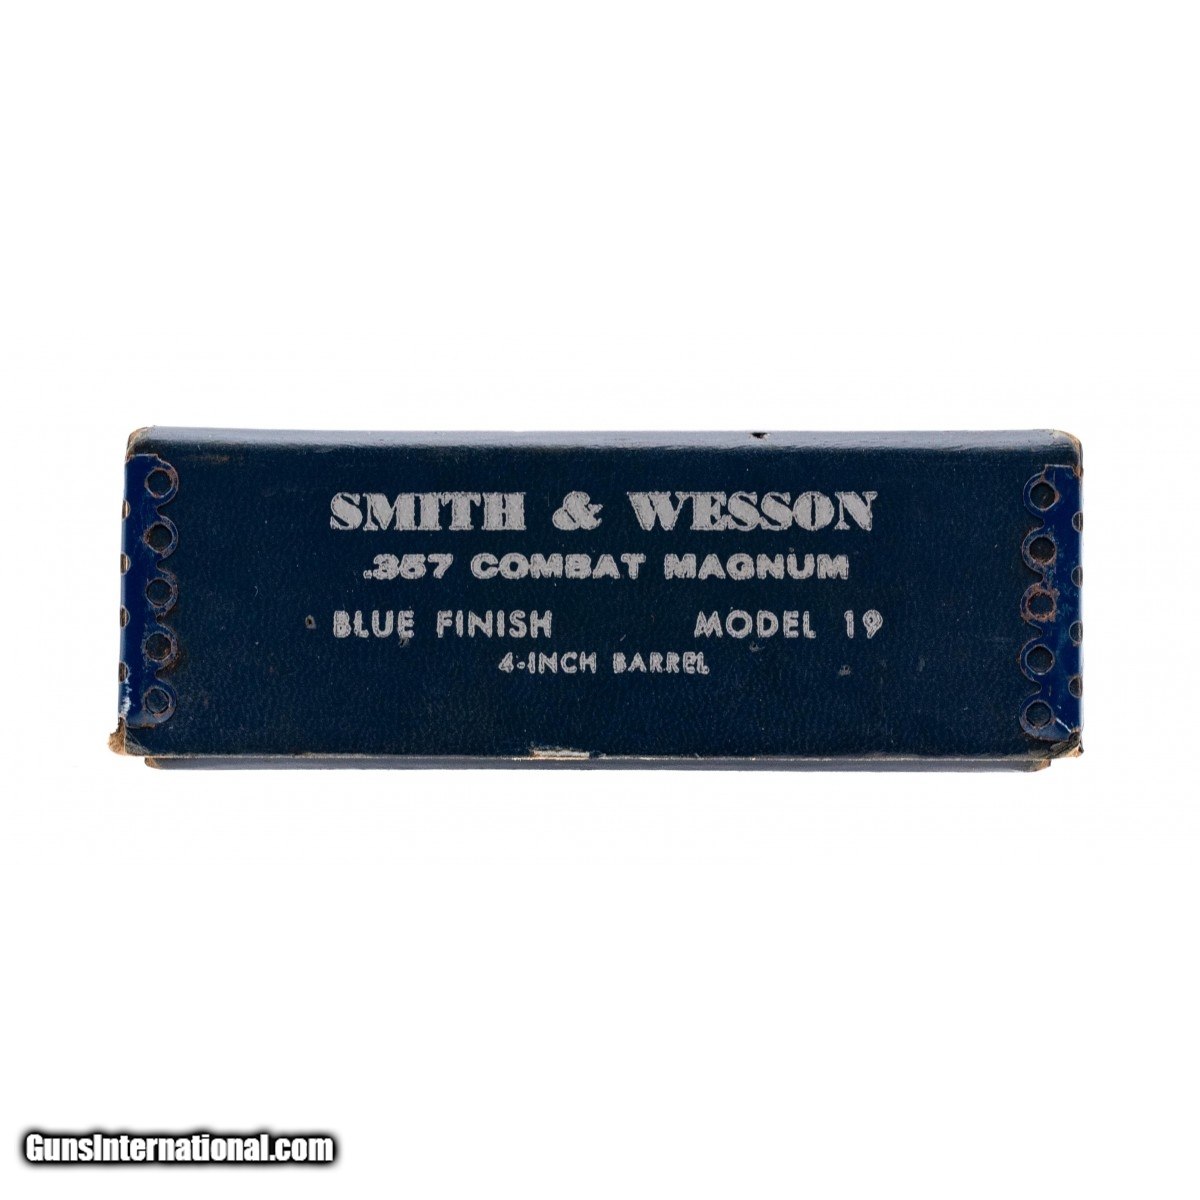 SMITH & WESSON
.357 COMBAT MAGNUM
BLUE FINISH MODEL 19
4-INCH BARREL
GunsInternational.com